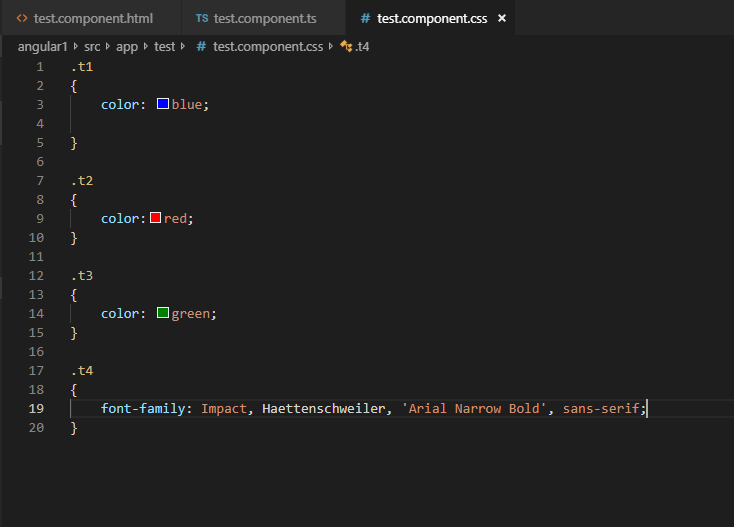 <> test.component.html TS test.component.ts # test.component.css ×
angular1 › src › app › test › # test.component.css › .t4
1 .t1
2 {
3 color: blue;
4
5 }
6
7 .t2
8 {
9 color:red;
10 }
11
12 .t3
13 {
14 color: green;
15 }
16
17 .t4
18 {
19 font-family: Impact, Haettenschweiler, 'Arial Narrow Bold', sans-serif;
20 }